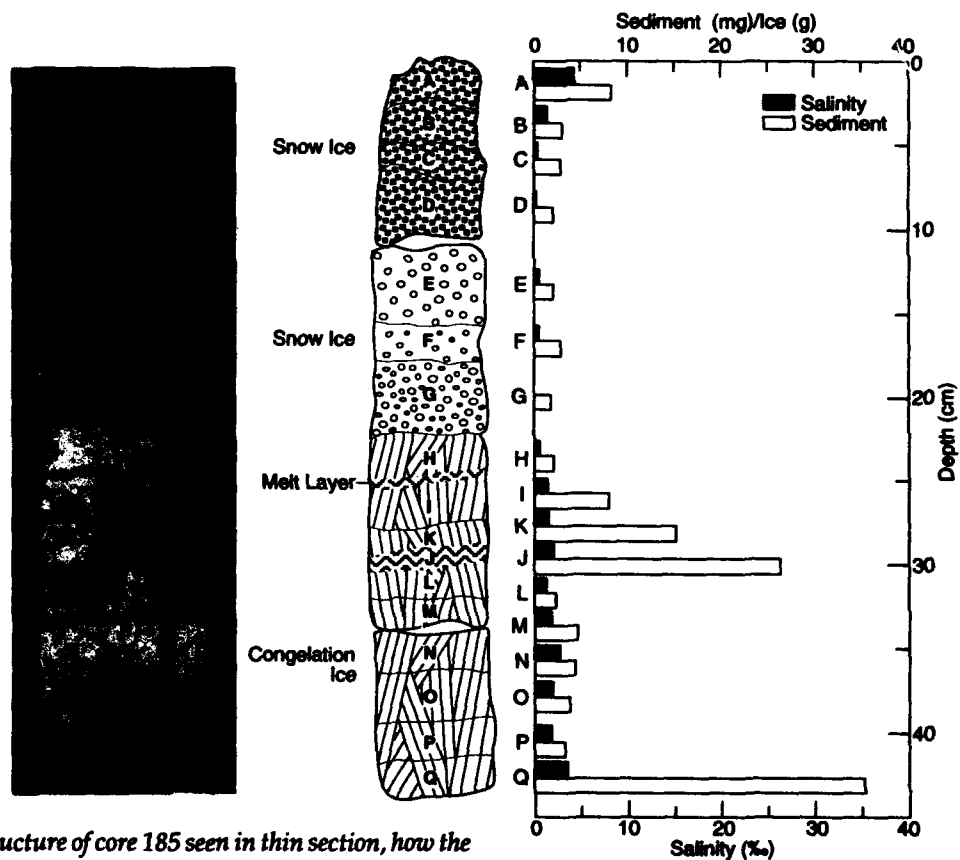 Sediment (mg)/Ice (g)
0 10 20 30 40
0
Salinity
Sediment
Snow Ice
A
B
C
D
10
E
Snow Ice
F
G
20
Depth (cm)
H
Melt Layer
I
K
J
30
L
M
Congelation
Ice
N
O
P
40
Q
0 10 20 30 40
Salinity (‰)
A
B
C
D
E
F
G
H
I
K
J
L
M
N
O
P
Q
ucture of core 185 seen in thin section, how the